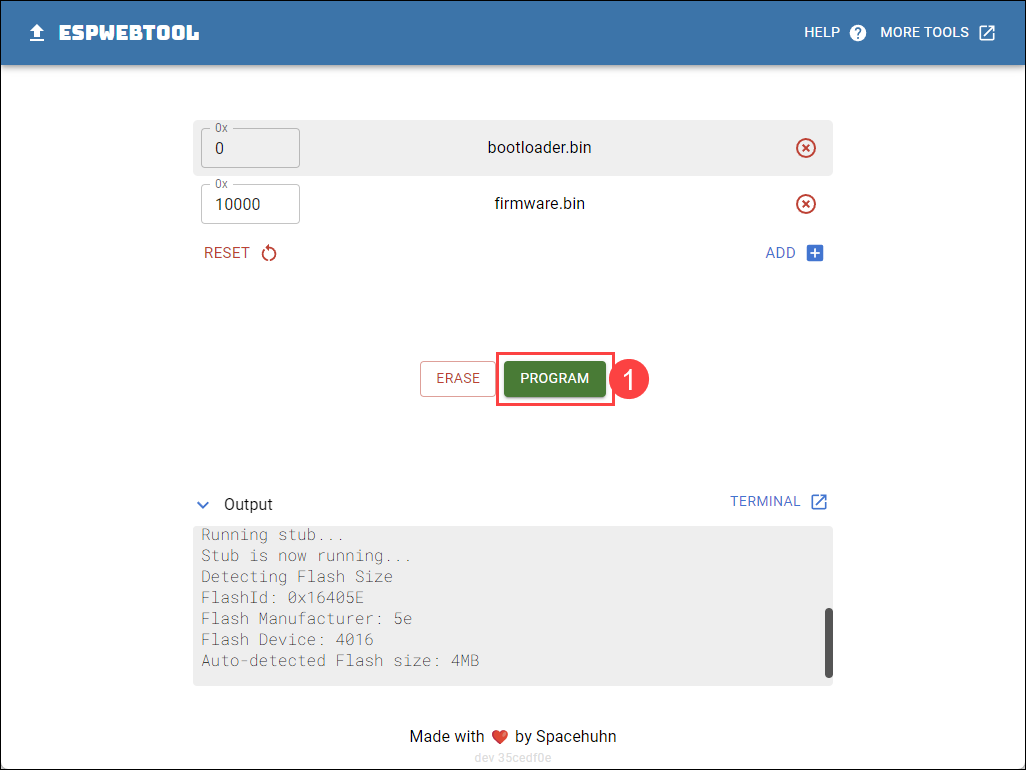 ESPWEBTOOL
HELP ? MORE TOOLS
0x
0 bootloader.bin
0x
10000 firmware.bin
RESET ADD
ERASE PROGRAM 1
Output TERMINAL
Running stub...
Stub is now running...
Detecting Flash Size
FlashId: 0x16405E
Flash Manufacturer: 5e
Flash Device: 4016
Auto-detected Flash size: 4MB
Made with ❤️ by Spacehuhn
dev 35cedf0e